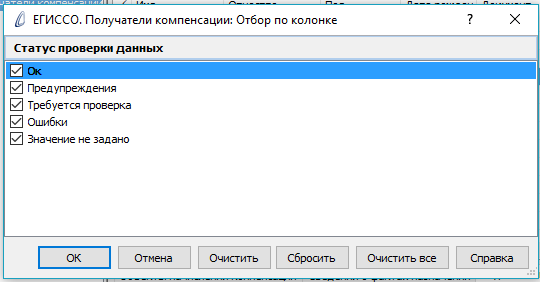 ЕГИССО. Получатели компенсации: Отбор по колонке
Статус проверки данных
Ок
Предупреждения
Требуется проверка
Ошибки
Значение не задано
ОК Отмена Очистить Сбросить Очистить все Справка